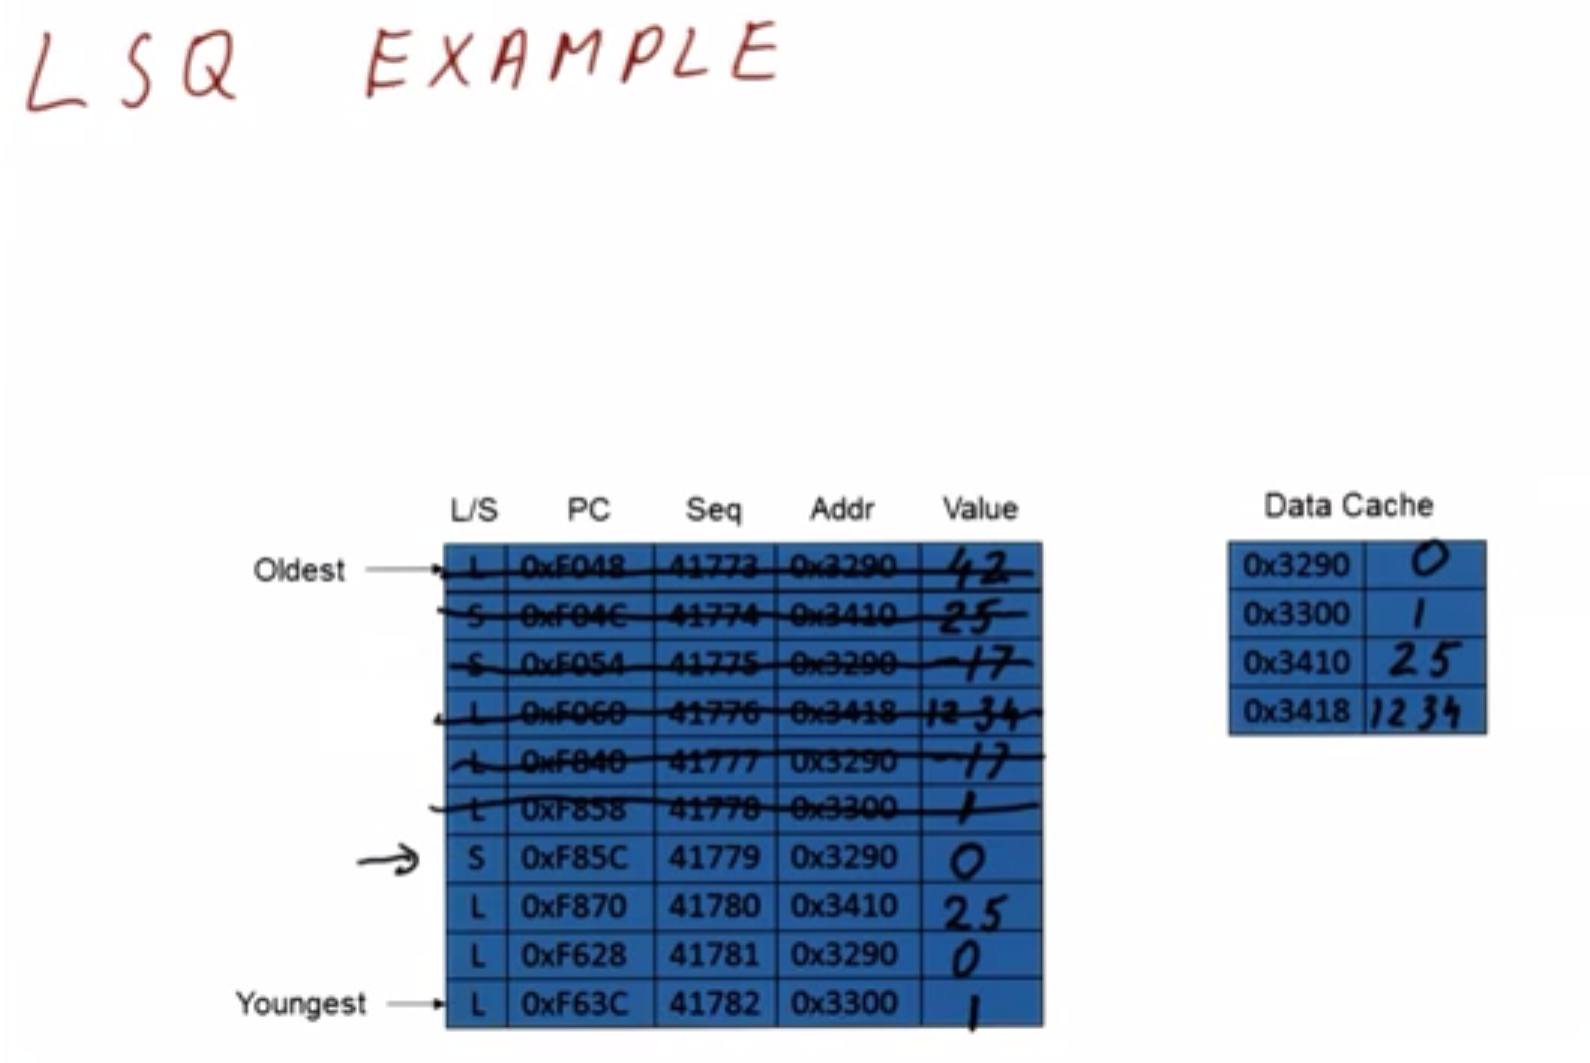 LSQ EXAMPLE
L/S PC Seq Addr Value
Oldest L 0xF048 41773 0x3290 42
S 0xF04C 41774 0x3410 25
S 0xF054 41775 0x3290 -17
L 0xF060 41776 0x3418 1234
L 0xF840 41777 0x3290 -17
L 0xF858 41778 0x3300 1
S 0xF85C 41779 0x3290 0
L 0xF870 41780 0x3410 25
L 0xF628 41781 0x3290 0
Youngest L 0xF63C 41782 0x3300 1
Data Cache
0x3290 0
0x3300 1
0x3410 25
0x3418 1234